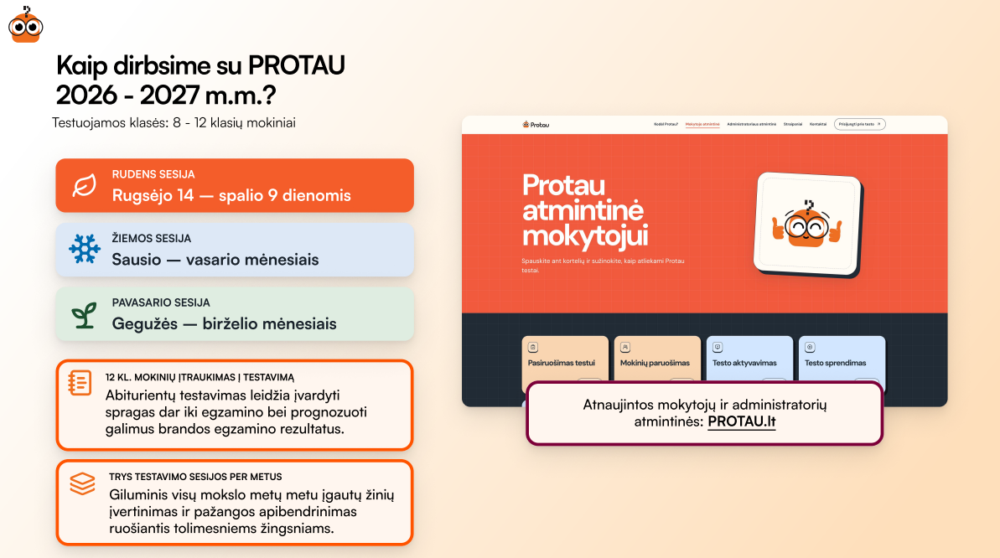 Kaip dirbsime su PROTAU
2026 - 2027 m.m.?
Testuojamos klasės: 8 - 12 klasių mokiniai
RUDENS SESIJA
Rugsėjo 14 — spalio 9 dienomis
ŽIEMOS SESIJA
Sausio — vasario mėnesiais
PAVASARIO SESIJA
Gegužės — birželio mėnesiais
12 KL. MOKINIŲ ĮTRAUKIMAS Į TESTAVIMĄ
Abiturientų testavimas leidžia įvardyti
spragas dar iki egzamino bei prognozuoti
galimus brandos egzamino rezultatus.
TRYS TESTAVIMO SESIJOS PER METUS
Giluminis visų mokslo metų metu įgautų žinių
įvertinimas ir pažangos apibendrinimas
ruošiantis tolimesniems žingsniams.
Protau
Kodėl Protau? Mokytojo atmintinė Administratoriaus atmintinė Straipsniai Kontaktai Prisijungti prie testo
Protau
atmintinė
mokytojui
Spauskite ant kortelių ir sužinokite, kaip atliekami Protau
testai.
Pasiruošimas testui Mokinių paruošimas Testo aktyvavimas Testo sprendimas
Atnaujintos mokytojų ir administratorių
atmintinės: PROTAU.lt